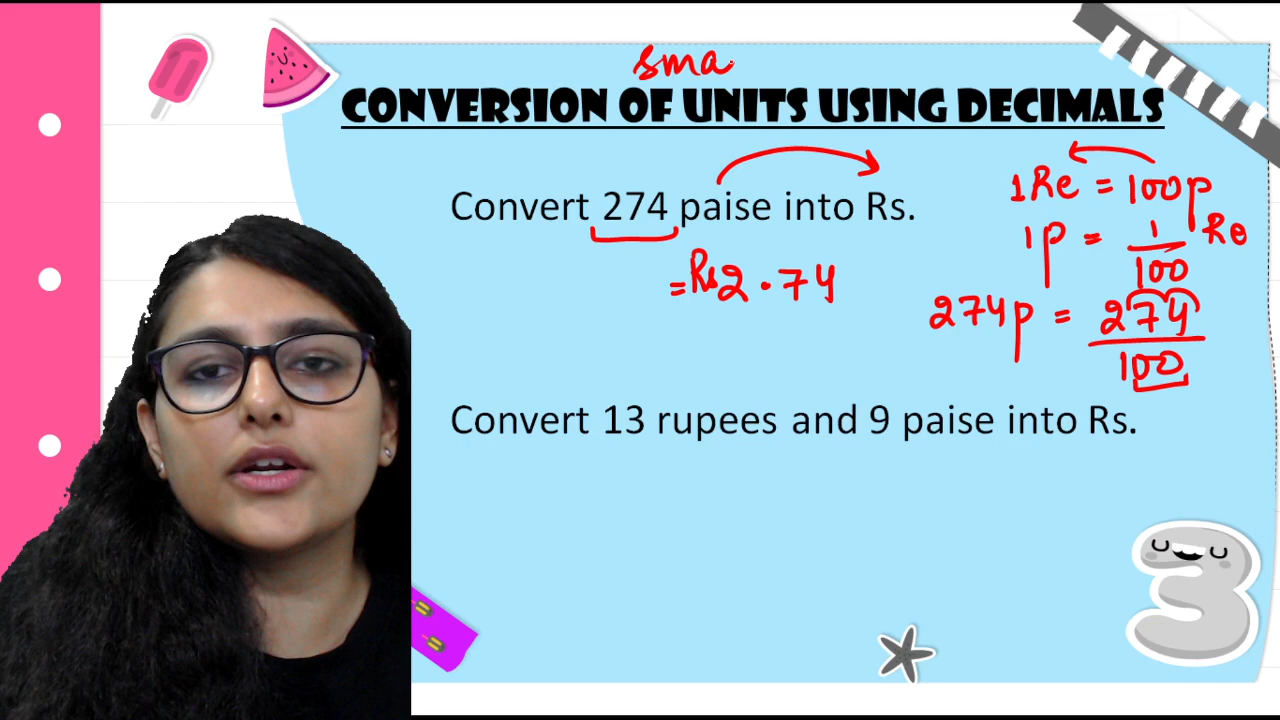 sma
CONVERSION OF UNITS USING DECIMALS
Convert 274 paise into Rs.
= Rs 2.74
1Re = 100p
1p = 1/100 Re
274p = 274/100
Convert 13 rupees and 9 paise into Rs.